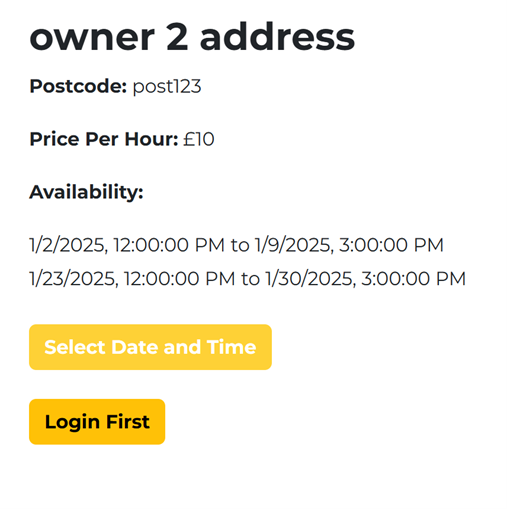 owner 2 address
Postcode: post123
Price Per Hour: £10
Availability:
1/2/2025, 12:00:00 PM to 1/9/2025, 3:00:00 PM
1/23/2025, 12:00:00 PM to 1/30/2025, 3:00:00 PM
Select Date and Time
Login First